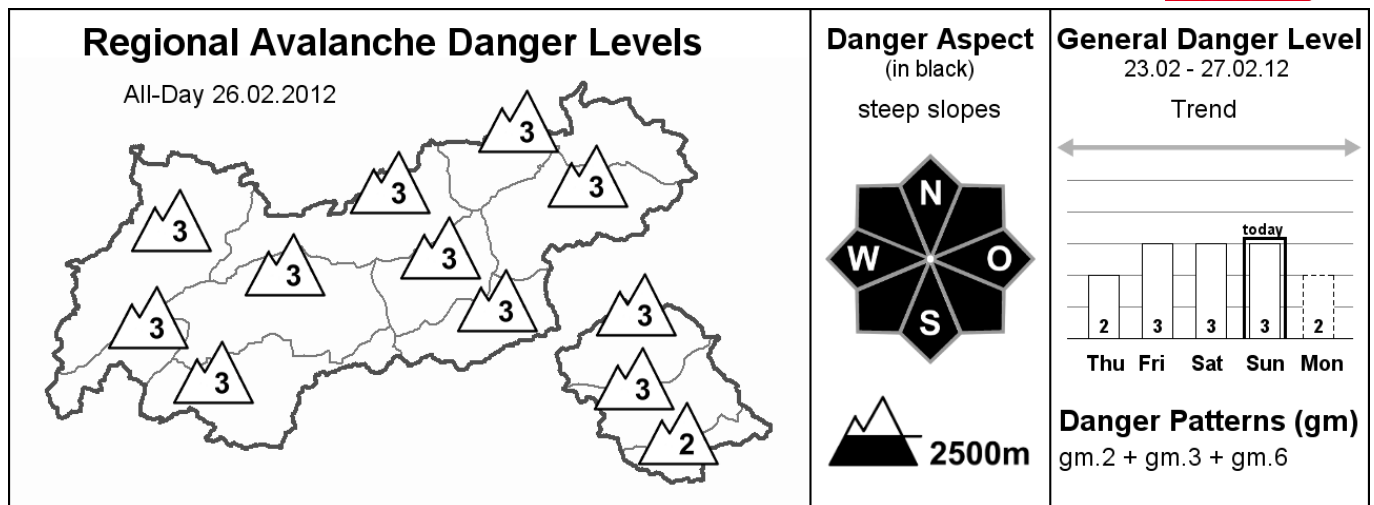 Regional Avalanche Danger Levels
All-Day 26.02.2012
3
3
3
3
3
3
3
3
3
3
3
3
2
Danger Aspect
(in black)
steep slopes
N
W
O
S
2500m
General Danger Level
23.02 - 27.02.12
Trend
today
2 3 3 3 2
Thu Fri Sat Sun Mon
Danger Patterns (gm)
gm.2 + gm.3 + gm.6